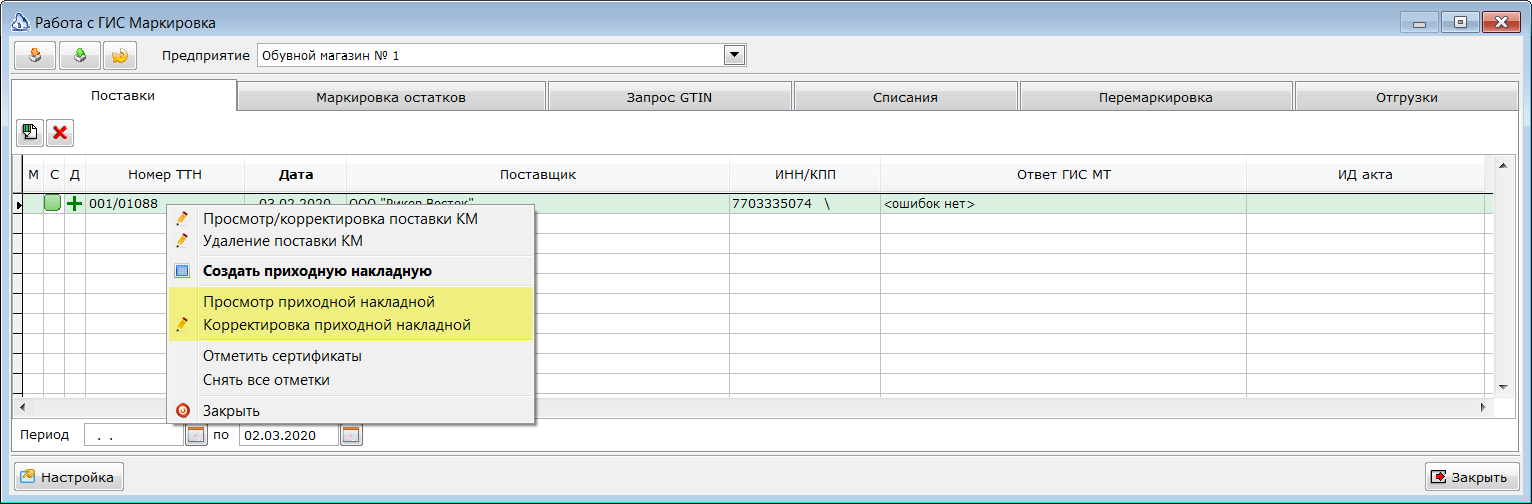 Работа с ГИС Маркировка
Предприятие Обувной магазин № 1
Поставки Маркировка остатков Запрос GTIN Списания Перемаркировка Отгрузки
М С Д Номер ТТН Дата Поставщик ИНН/КПП Ответ ГИС МТ ИД акта
001/01088 03.02.2020 ООО "Рикер Восток" 7703335074 \ <ошибок нет>
Просмотр/корректировка поставки КМ
Удаление поставки КМ
Создать приходную накладную
Просмотр приходной накладной
Корректировка приходной накладной
Отметить сертификаты
Снять все отметки
Закрыть
Период . . по 02.03.2020
Настройка Закрыть